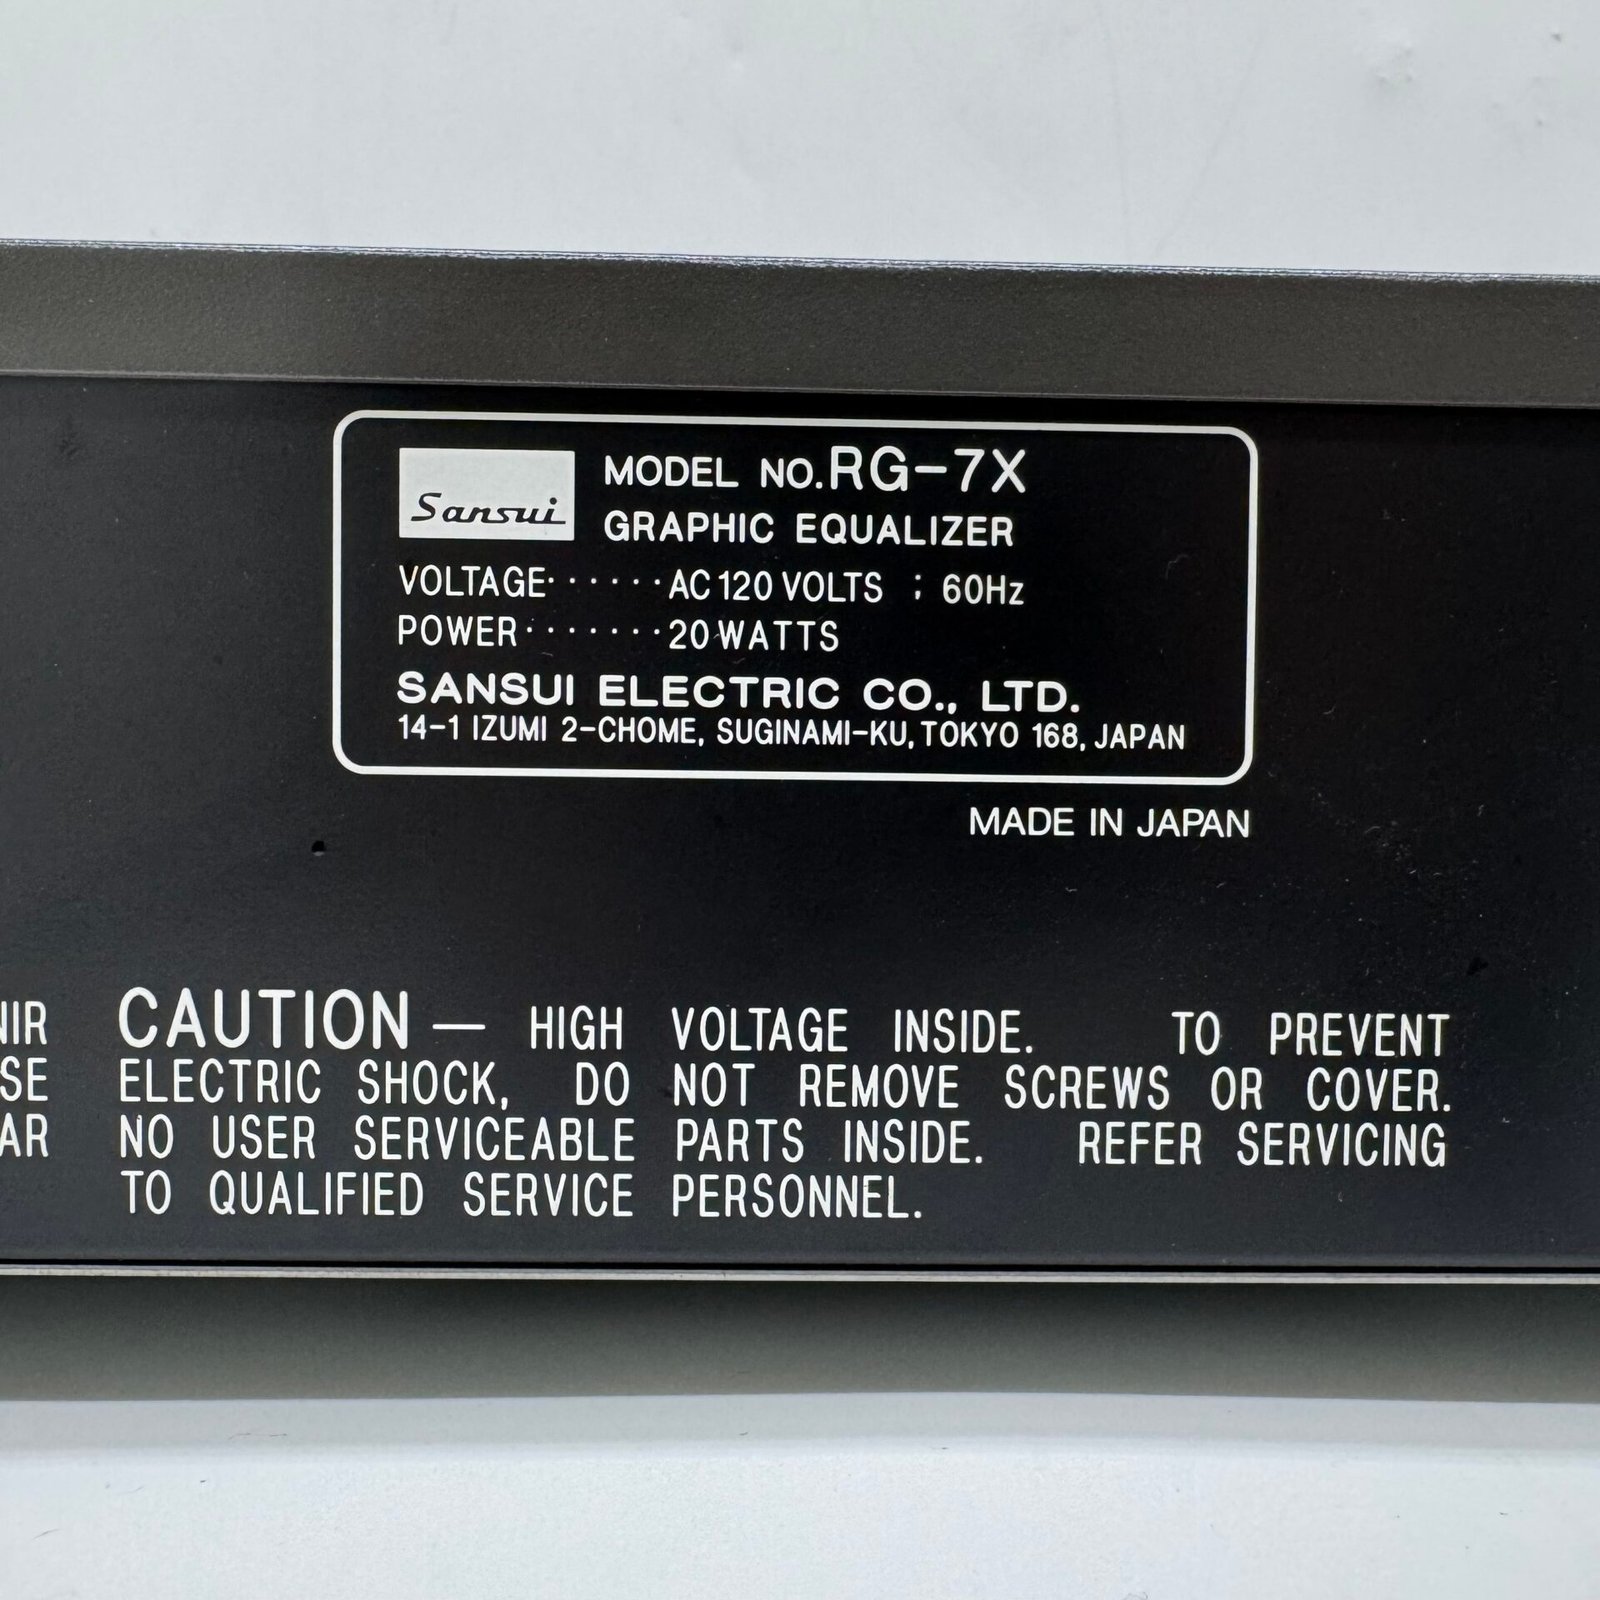 Sansui
MODEL NO. RG-7X
GRAPHIC EQUALIZER
VOLTAGE······AC 120 VOLTS ; 60Hz
POWER·······20 WATTS
SANSUI ELECTRIC CO., LTD.
14-1 IZUMI 2-CHOME, SUGINAMI-KU, TOKYO 168, JAPAN
MADE IN JAPAN
CAUTION — HIGH VOLTAGE INSIDE. TO PREVENT
ELECTRIC SHOCK, DO NOT REMOVE SCREWS OR COVER.
NO USER SERVICEABLE PARTS INSIDE. REFER SERVICING
TO QUALIFIED SERVICE PERSONNEL.